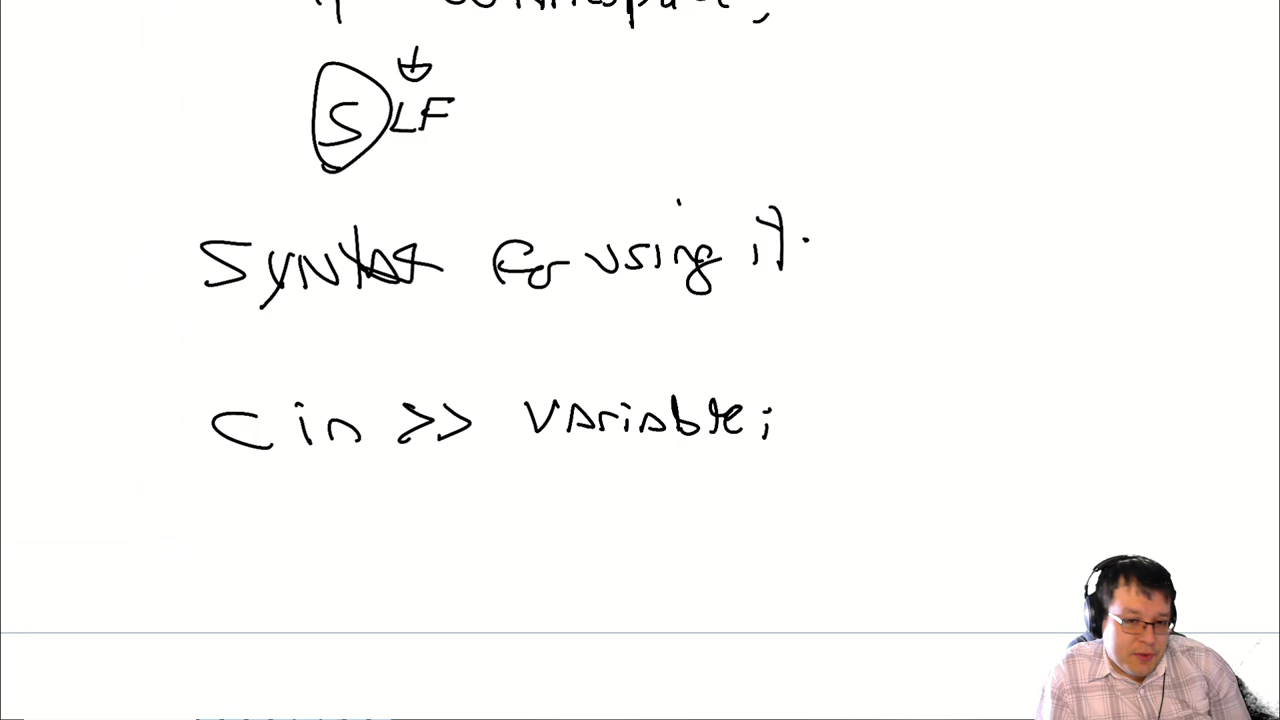 SLF
Syntax for using it.
cin >> variable;